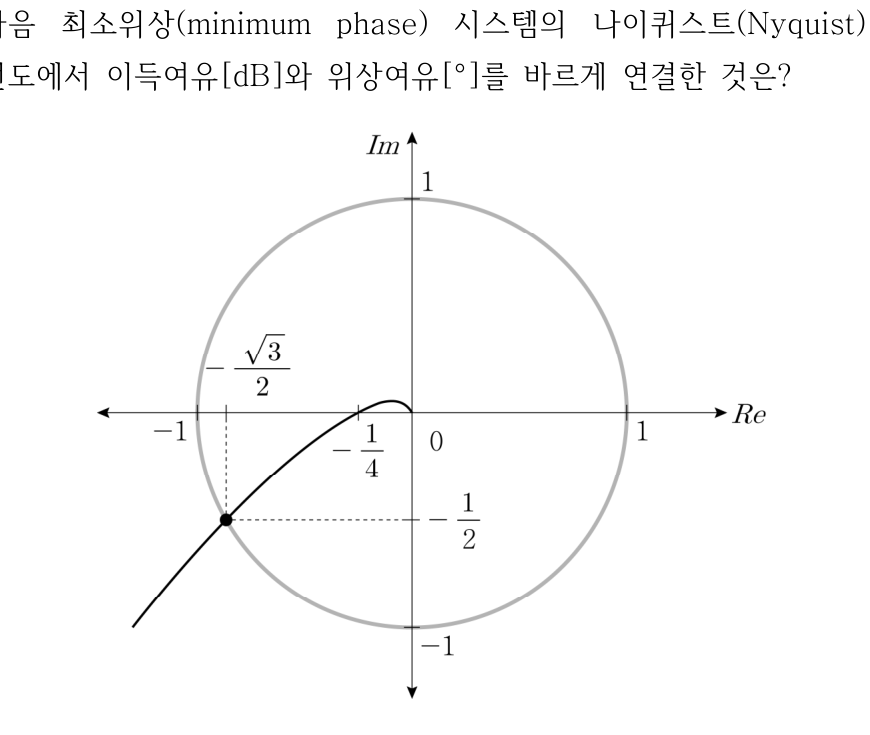 음 최소위상(minimum phase) 시스템의 나이퀴스트(Nyquist)
도에서 이득여유[dB]와 위상여유[°]를 바르게 연결한 것은?
Im
1
− √3/2
−1
− 1/4
0
1
Re
− 1/2
−1